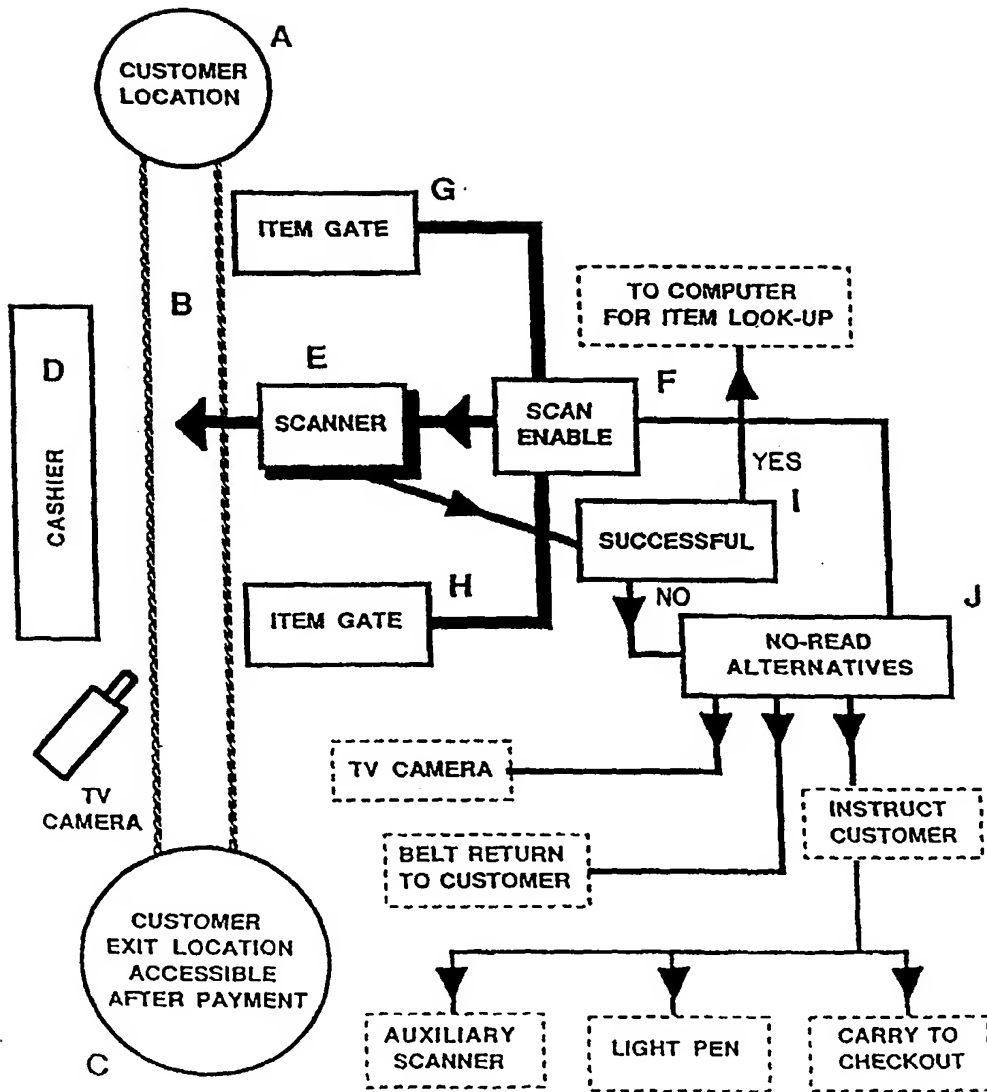 A
CUSTOMER
LOCATION
G
ITEM GATE
TO COMPUTER
FOR ITEM LOOK-UP
B
D
CASHIER
E
SCANNER
F
SCAN
ENABLE
YES
I
SUCCESSFUL
NO
H
ITEM GATE
J
NO-READ
ALTERNATIVES
TV
CAMERA
TV CAMERA
INSTRUCT
CUSTOMER
BELT RETURN
TO CUSTOMER
CUSTOMER
EXIT LOCATION
ACCESSIBLE
AFTER PAYMENT
C
AUXILIARY
SCANNER
LIGHT PEN
CARRY TO
CHECKOUT